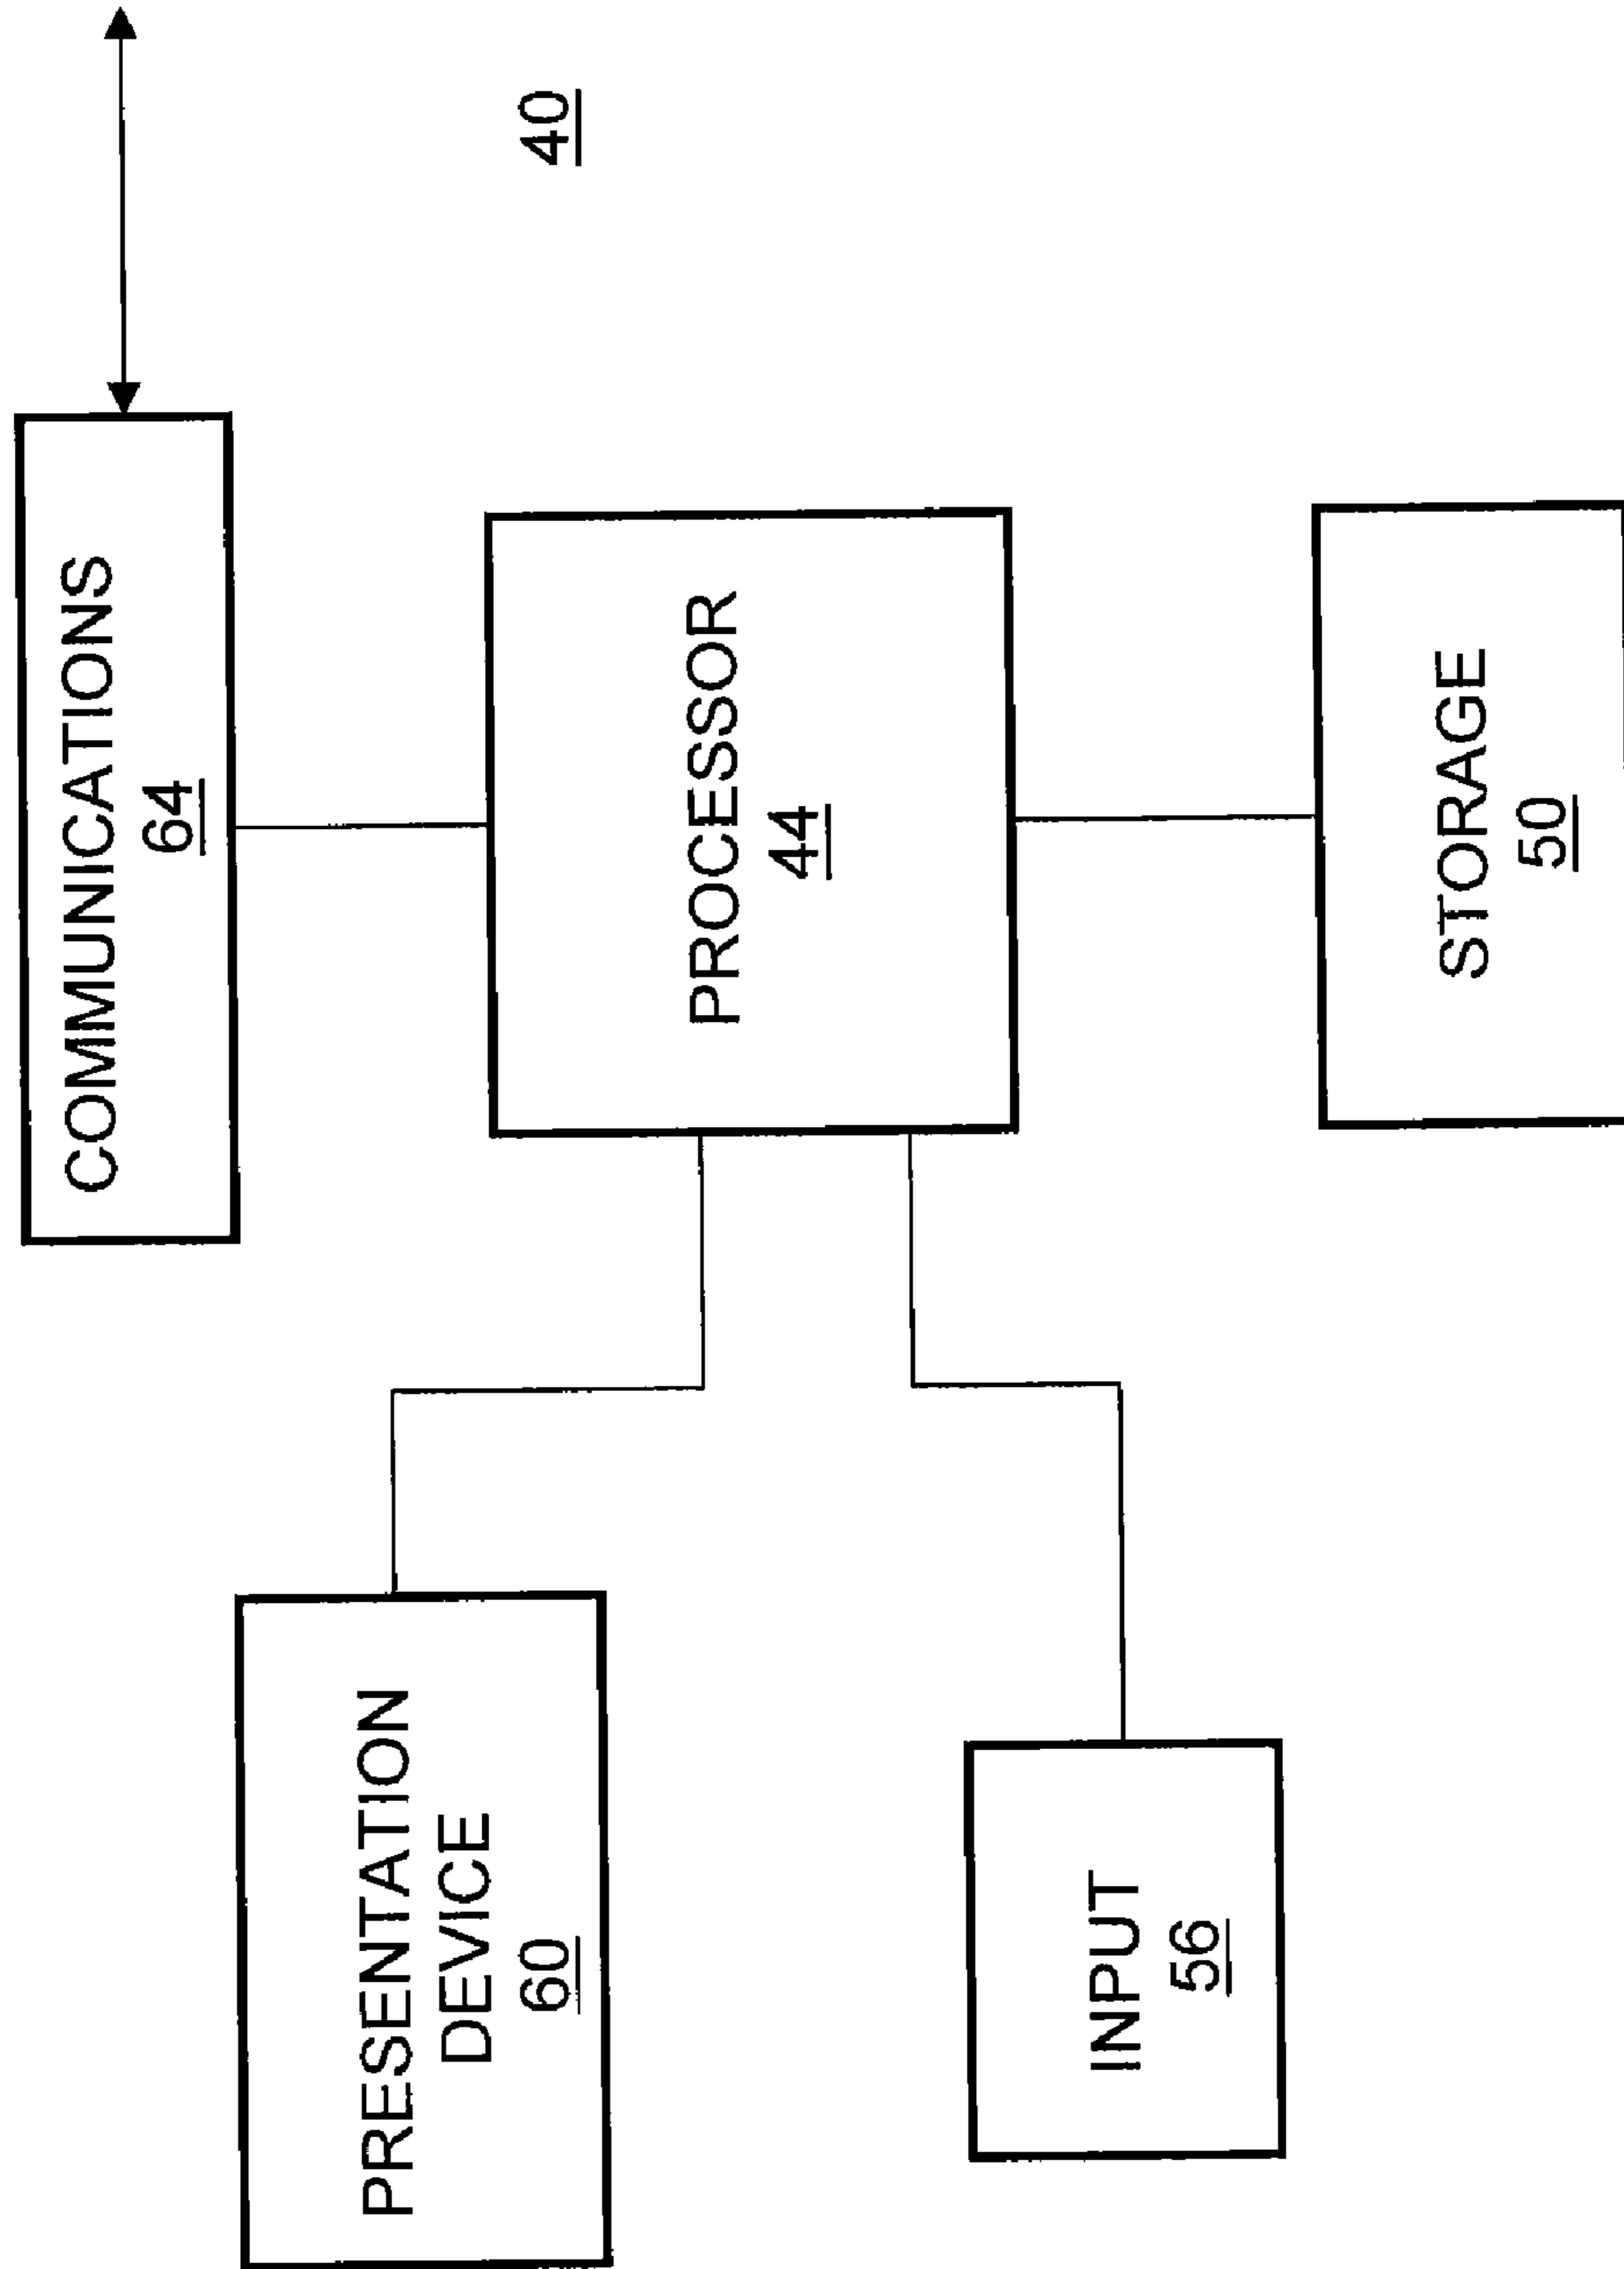 COMMUNICATIONS
64
40
PRESENTATION
DEVICE
60
PROCESSOR
44
INPUT
56
STORAGE
50